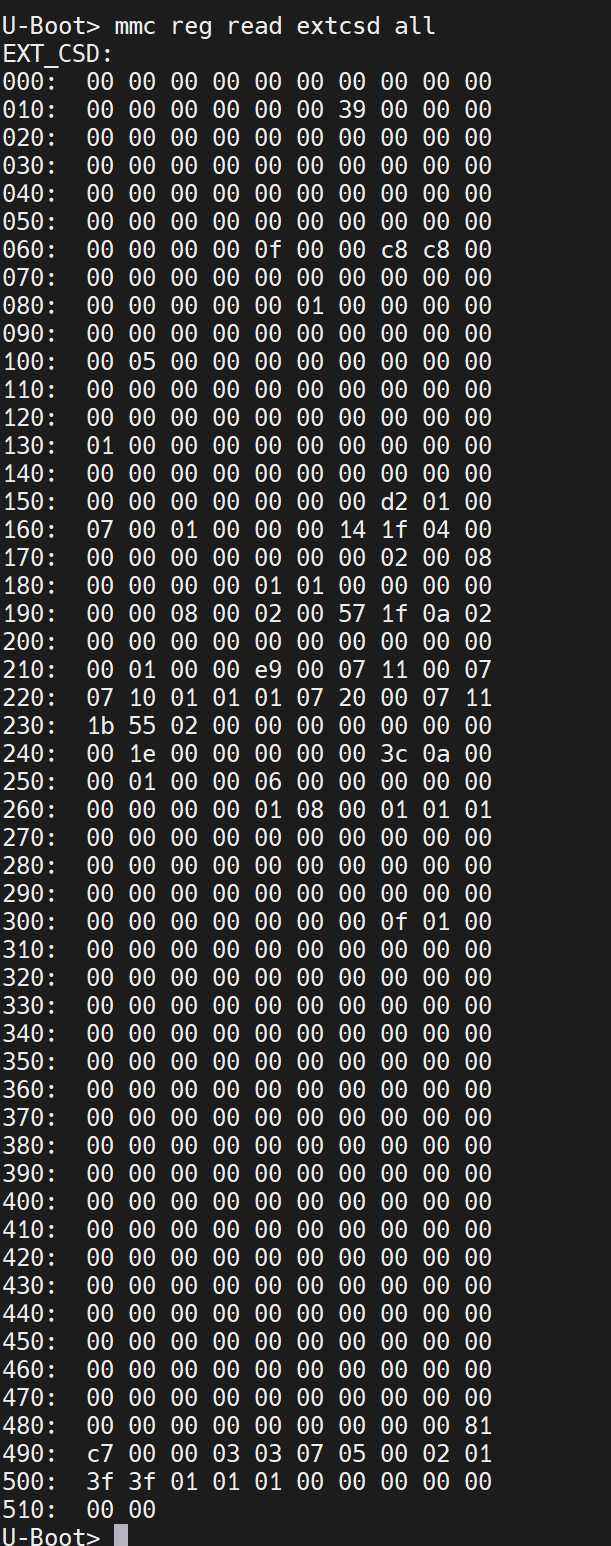 U-Boot> mmc reg read extcsd all
EXT_CSD:
000:  00 00 00 00 00 00 00 00 00 00
010:  00 00 00 00 00 00 39 00 00 00
020:  00 00 00 00 00 00 00 00 00 00
030:  00 00 00 00 00 00 00 00 00 00
040:  00 00 00 00 00 00 00 00 00 00
050:  00 00 00 00 00 00 00 00 00 00
060:  00 00 00 00 0f 00 00 c8 c8 00
070:  00 00 00 00 00 00 00 00 00 00
080:  00 00 00 00 00 01 00 00 00 00
090:  00 00 00 00 00 00 00 00 00 00
100:  00 05 00 00 00 00 00 00 00 00
110:  00 00 00 00 00 00 00 00 00 00
120:  00 00 00 00 00 00 00 00 00 00
130:  01 00 00 00 00 00 00 00 00 00
140:  00 00 00 00 00 00 00 00 00 00
150:  00 00 00 00 00 00 00 d2 01 00
160:  07 00 01 00 00 00 14 1f 04 00
170:  00 00 00 00 00 00 00 02 00 08
180:  00 00 00 00 01 01 00 00 00 00
190:  00 00 08 00 02 00 57 1f 0a 02
200:  00 00 00 00 00 00 00 00 00 00
210:  00 01 00 00 e9 00 07 11 00 07
220:  07 10 01 01 01 07 20 00 07 11
230:  1b 55 02 00 00 00 00 00 00 00
240:  00 1e 00 00 00 00 00 3c 0a 00
250:  00 01 00 00 06 00 00 00 00 00
260:  00 00 00 00 01 08 00 01 01 01
270:  00 00 00 00 00 00 00 00 00 00
280:  00 00 00 00 00 00 00 00 00 00
290:  00 00 00 00 00 00 00 00 00 00
300:  00 00 00 00 00 00 00 0f 01 00
310:  00 00 00 00 00 00 00 00 00 00
320:  00 00 00 00 00 00 00 00 00 00
330:  00 00 00 00 00 00 00 00 00 00
340:  00 00 00 00 00 00 00 00 00 00
350:  00 00 00 00 00 00 00 00 00 00
360:  00 00 00 00 00 00 00 00 00 00
370:  00 00 00 00 00 00 00 00 00 00
380:  00 00 00 00 00 00 00 00 00 00
390:  00 00 00 00 00 00 00 00 00 00
400:  00 00 00 00 00 00 00 00 00 00
410:  00 00 00 00 00 00 00 00 00 00
420:  00 00 00 00 00 00 00 00 00 00
430:  00 00 00 00 00 00 00 00 00 00
440:  00 00 00 00 00 00 00 00 00 00
450:  00 00 00 00 00 00 00 00 00 00
460:  00 00 00 00 00 00 00 00 00 00
470:  00 00 00 00 00 00 00 00 00 00
480:  00 00 00 00 00 00 00 00 00 81
490:  c7 00 00 03 03 07 05 00 02 01
500:  3f 3f 01 01 01 00 00 00 00 00
510:  00 00
U-Boot>